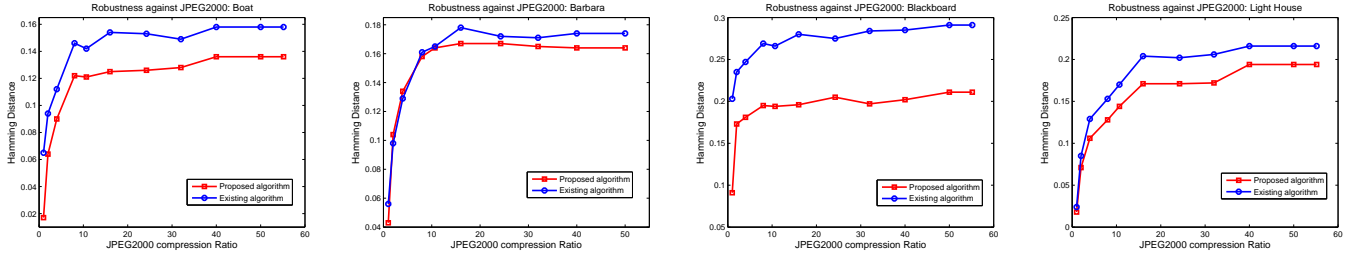 Robustness against JPEG2000: Boat
Hamming Distance
0.16
0.14
0.12
0.1
0.08
0.06
0.04
0.02
0 10 20 30 40 50 60
JPEG2000 compression Ratio
Proposed algorithm
Existing algorithm
Robustness against JPEG2000: Barbara
Hamming Distance
0.18
0.16
0.14
0.12
0.1
0.08
0.06
0.04
0 10 20 30 40 50
JPEG2000 compression Ratio
Proposed algorithm
Existing algorithm
Robustness against JPEG2000: Blackboard
Hamming Distance
0.3
0.25
0.2
0.15
0.1
0.05
0 10 20 30 40 50 60
JPEG2000 compression Ratio
Proposed algorithm
Existing algorithm
Robustness against JPEG2000: Light House
Hamming Distance
0.25
0.2
0.15
0.1
0.05
0
0 10 20 30 40 50 60
JPEG2000 compression Ratio
Proposed algorithm
Existing algorithm